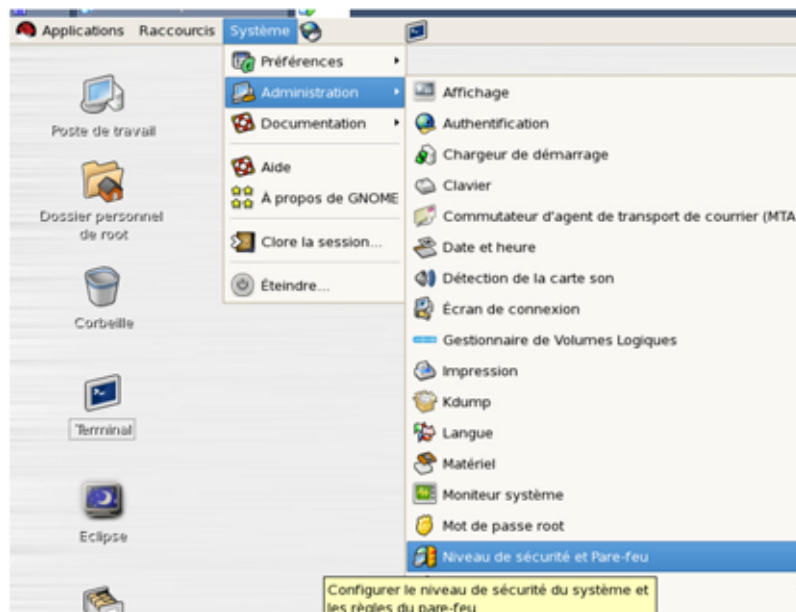 Applications Raccourcis Système
Préférences
Administration
Documentation
Aide
À propos de GNOME
Clore la session...
Éteindre...
Affichage
Authentification
Chargeur de démarrage
Clavier
Commutateur d'agent de transport de courrier (MTA
Date et heure
Détection de la carte son
Écran de connexion
Gestionnaire de Volumes Logiques
Impression
Kdump
Langue
Matériel
Moniteur système
Mot de passe root
Niveau de sécurité et Pare-feu
Configurer le niveau de sécurité du système et
les règles du pare-feu
Poste de travail
Dossier personnel
de root
Corbeille
Terminal
Eclipse